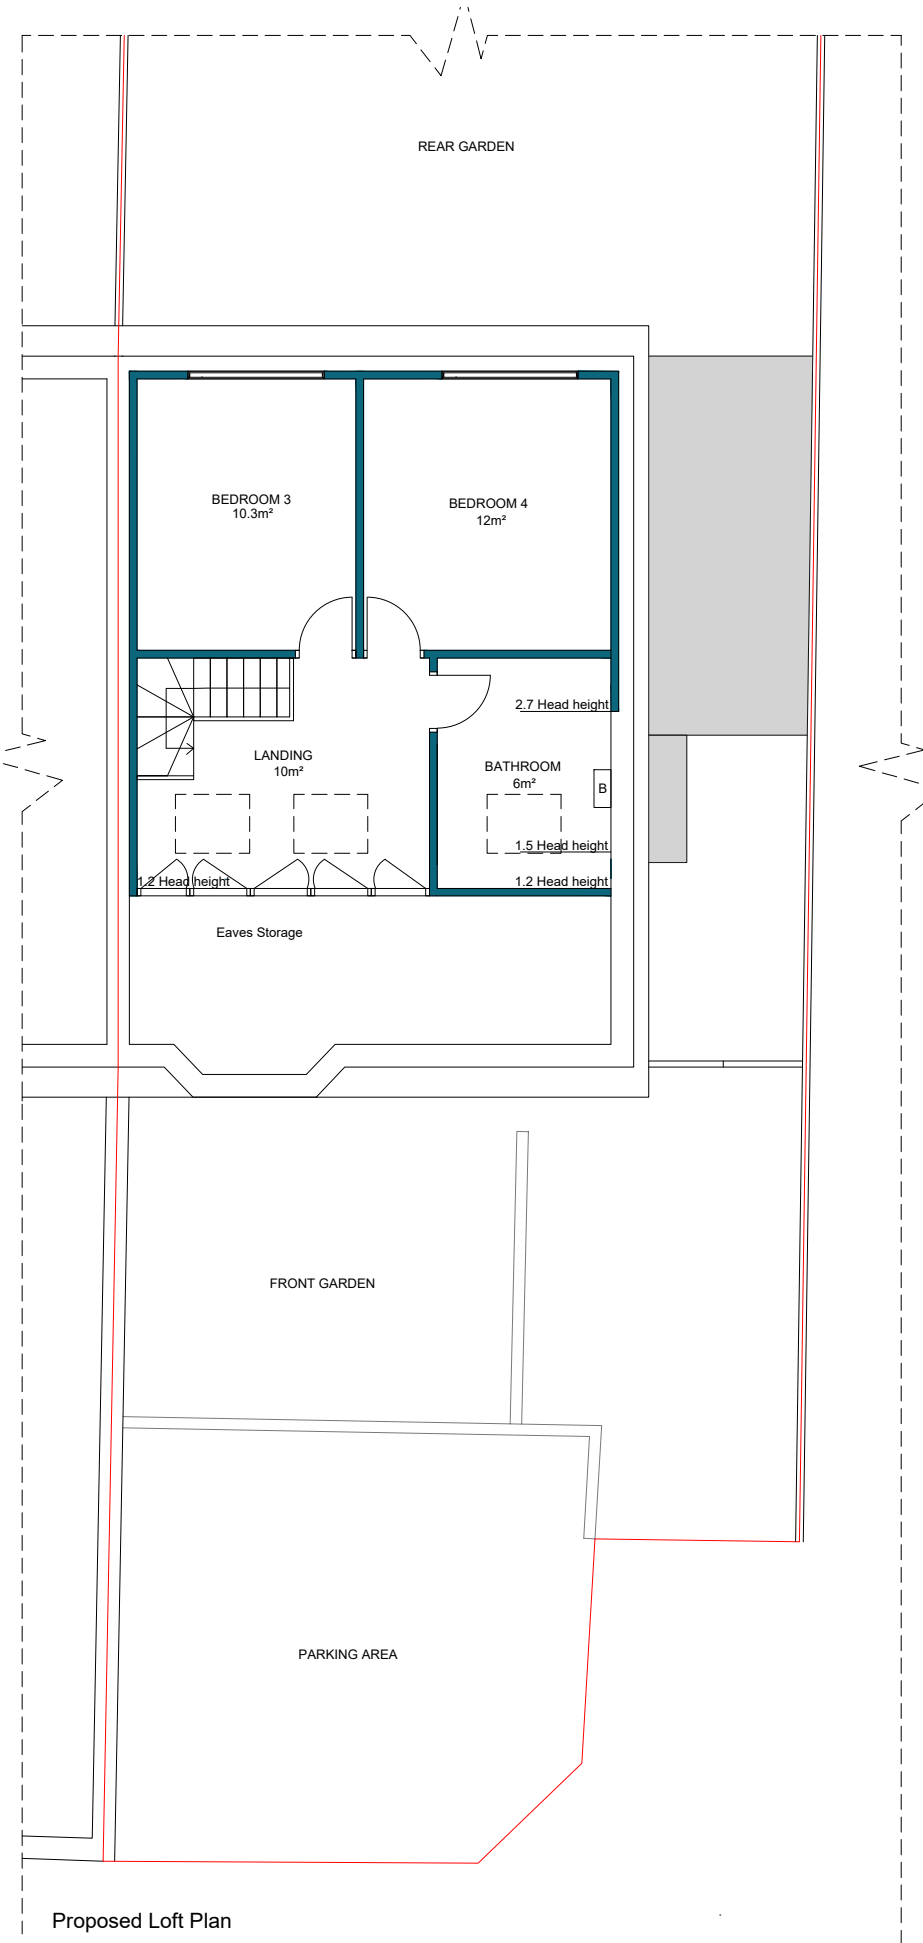 REAR GARDEN
BEDROOM 3
10.3m²
BEDROOM 4
12m²
2.7 Head height
LANDING
10m²
BATHROOM
6m²
B
1.5 Head height
1.2 Head height
1.2 Head height
Eaves Storage
FRONT GARDEN
PARKING AREA
Proposed Loft Plan